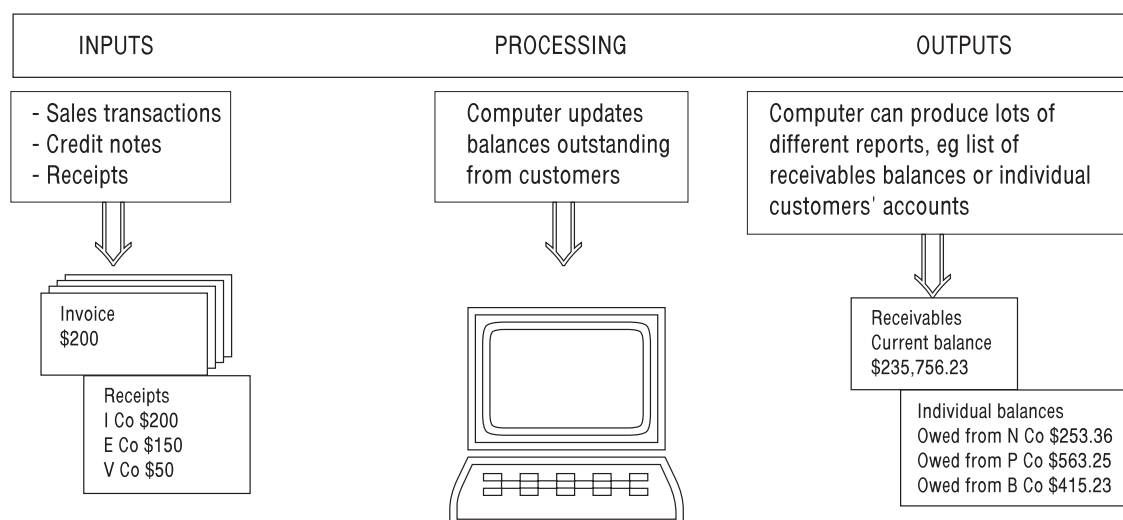 INPUTS
PROCESSING
OUTPUTS
- Sales transactions
- Credit notes
- Receipts
Computer updates
balances outstanding
from customers
Computer can produce lots of
different reports, eg list of
receivables balances or individual
customers' accounts
Invoice
$200
Receipts
I Co $200
E Co $150
V Co $50
Receivables
Current balance
$235,756.23
Individual balances
Owed from N Co $253.36
Owed from P Co $563.25
Owed from B Co $415.23